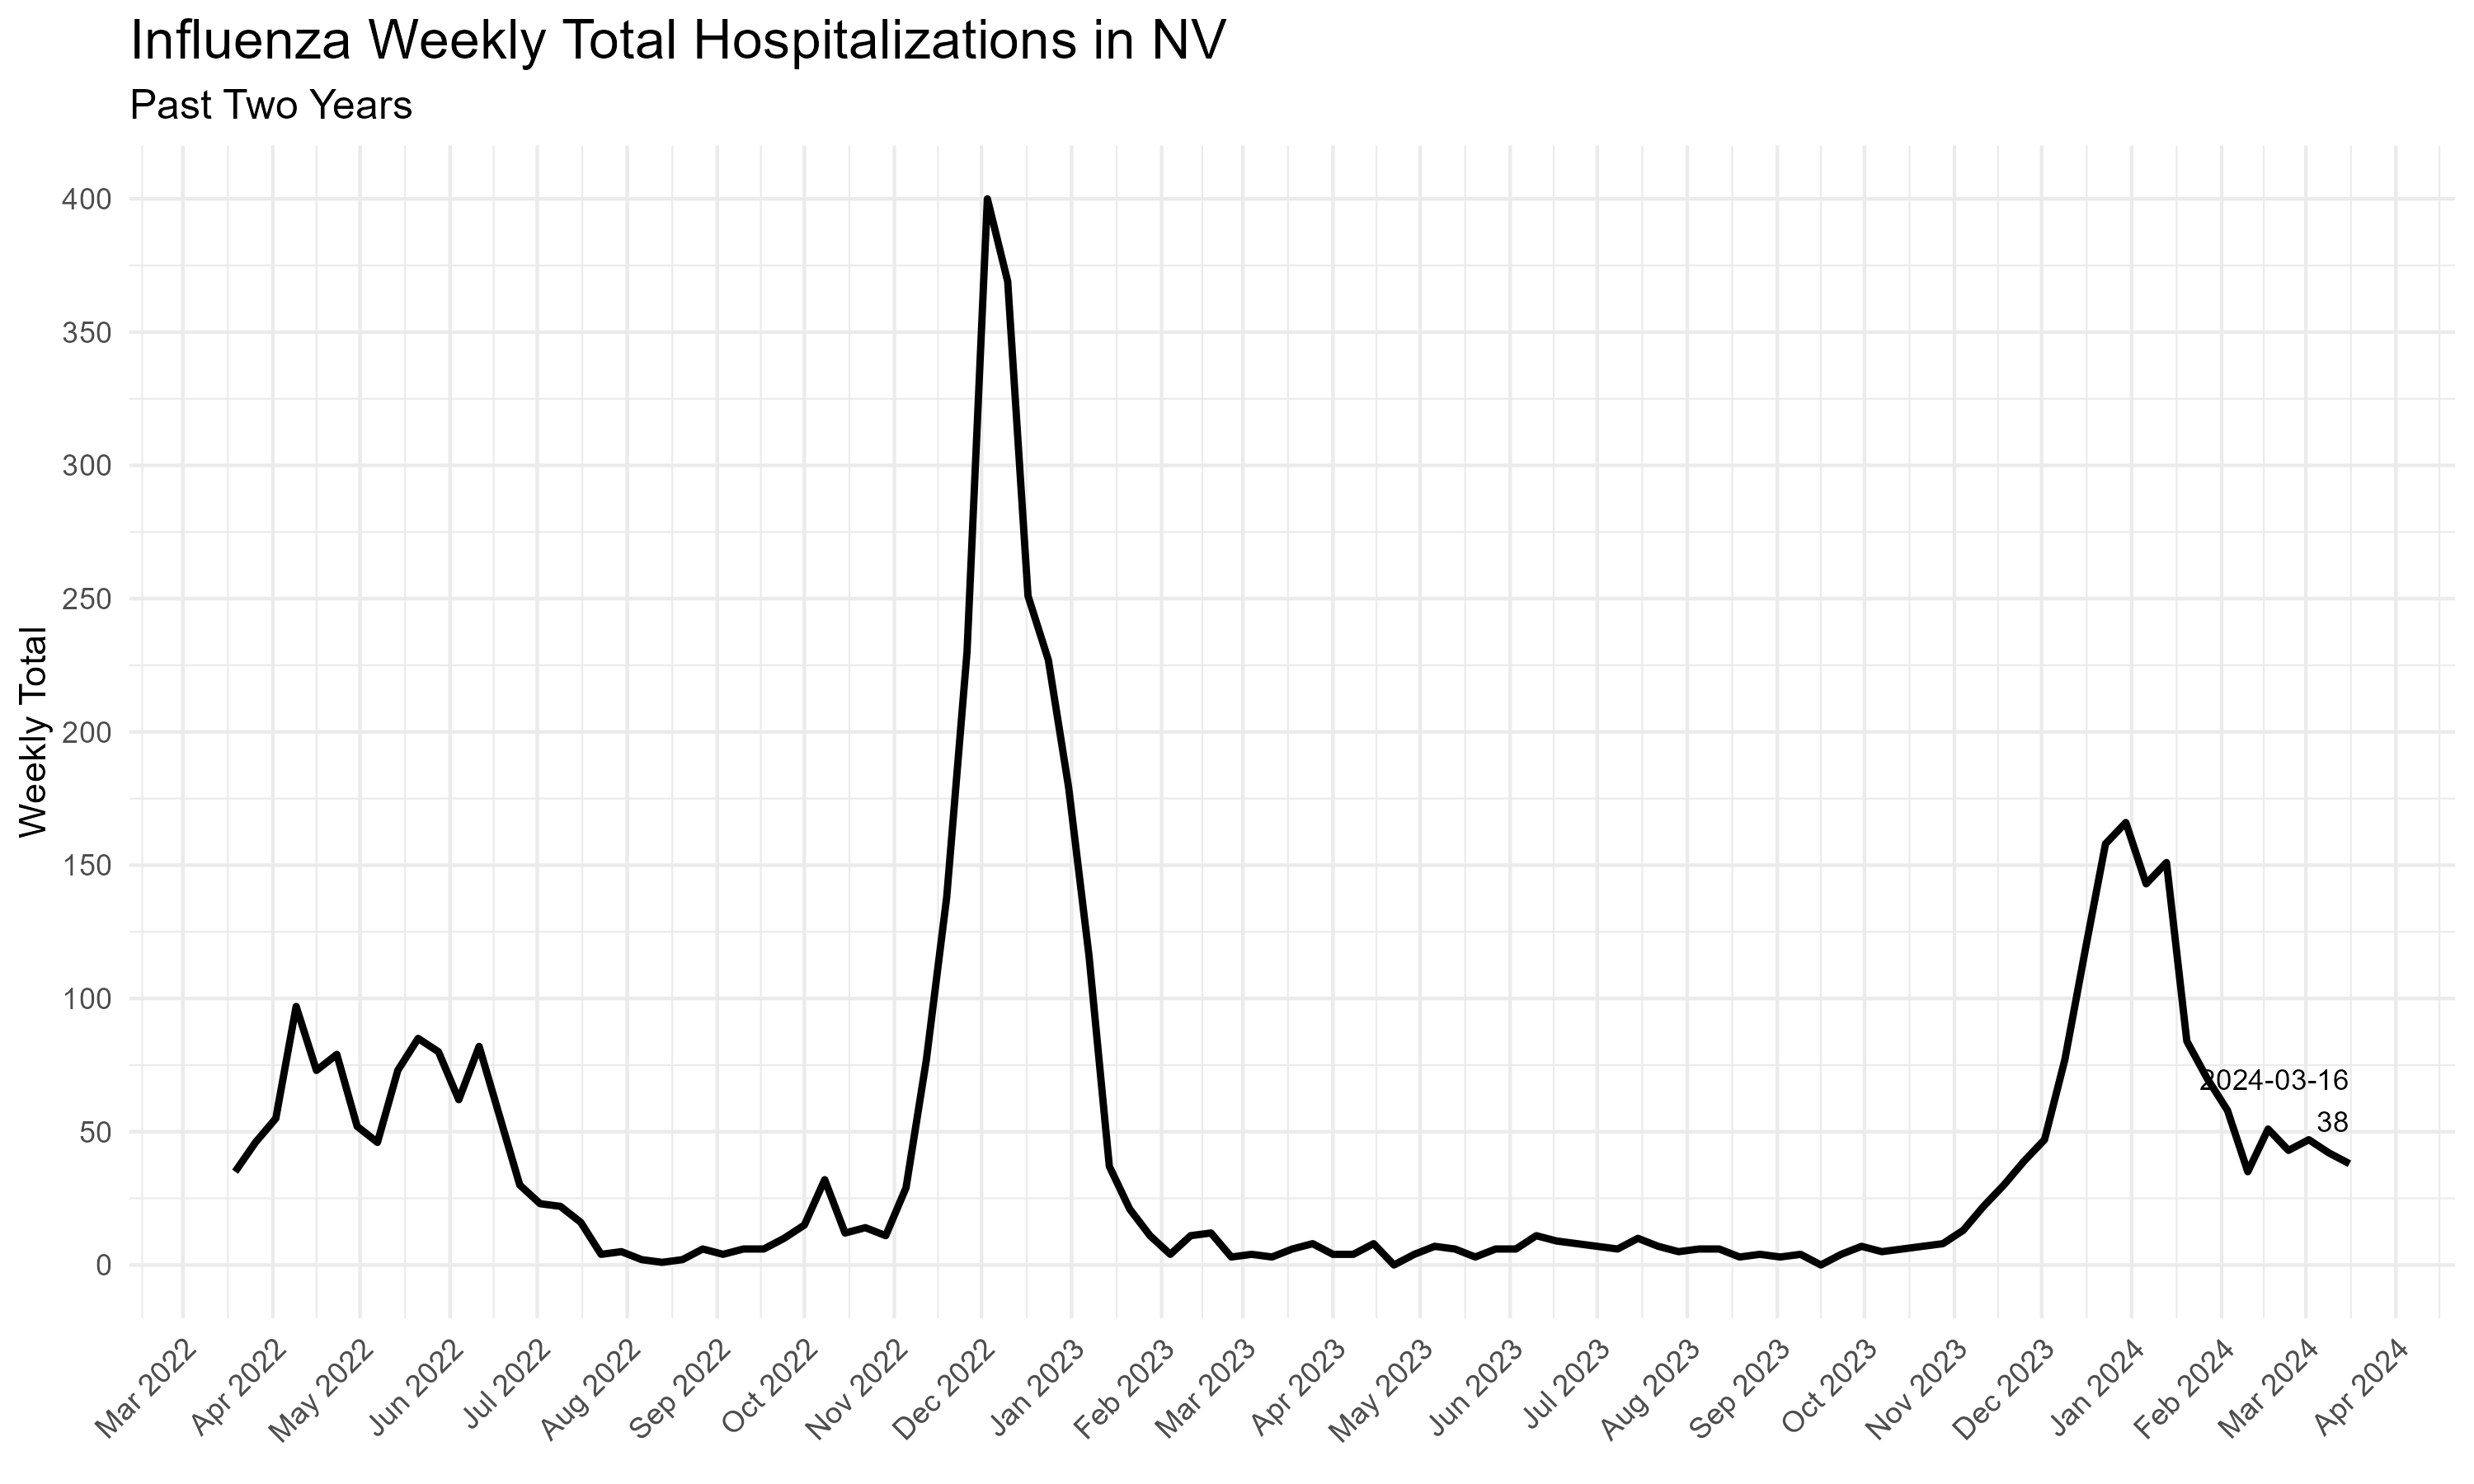 Influenza Weekly Total Hospitalizations in NV
Past Two Years
Weekly Total
400
350
300
250
200
150
100
50
0
2024-03-16
38
Mar 2022
Apr 2022
May 2022
Jun 2022
Jul 2022
Aug 2022
Sep 2022
Oct 2022
Nov 2022
Dec 2022
Jan 2023
Feb 2023
Mar 2023
Apr 2023
May 2023
Jun 2023
Jul 2023
Aug 2023
Sep 2023
Oct 2023
Nov 2023
Dec 2023
Jan 2024
Feb 2024
Mar 2024
Apr 2024